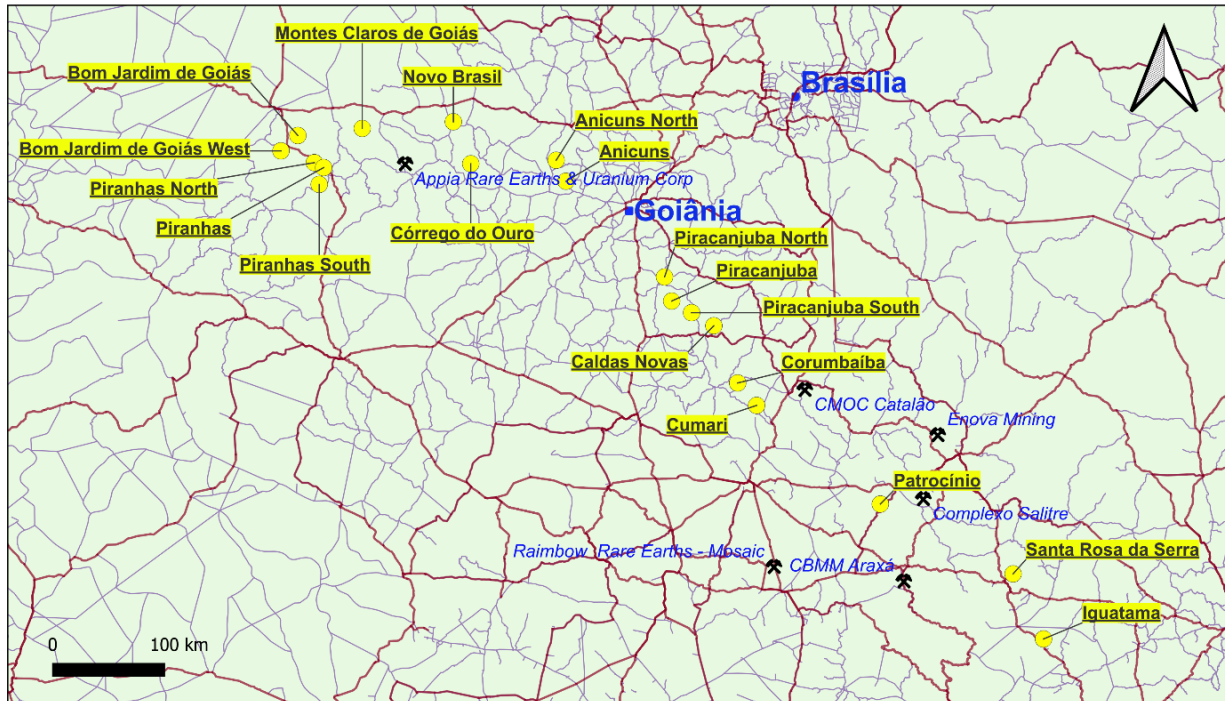 Montes Claros de Goiás
Bom Jardim de Goiás
Novo Brasil
Brasília
Anicuns North
Bom Jardim de Goiás West
Anicuns
Appia Rare Earths & Uranium Corp
Piranhas North
Goiânia
Piranhas
Córrego do Ouro
Piracanjuba North
Piranhas South
Piracanjuba
Piracanjuba South
Caldas Novas
Corumbaíba
CMOC Catalão
Cumari
Enova Mining
Patrocínio
Complexo Salitre
Raimbow Rare Earths - Mosaic
CBMM Araxá
Santa Rosa da Serra
Iguatama
0 100 km